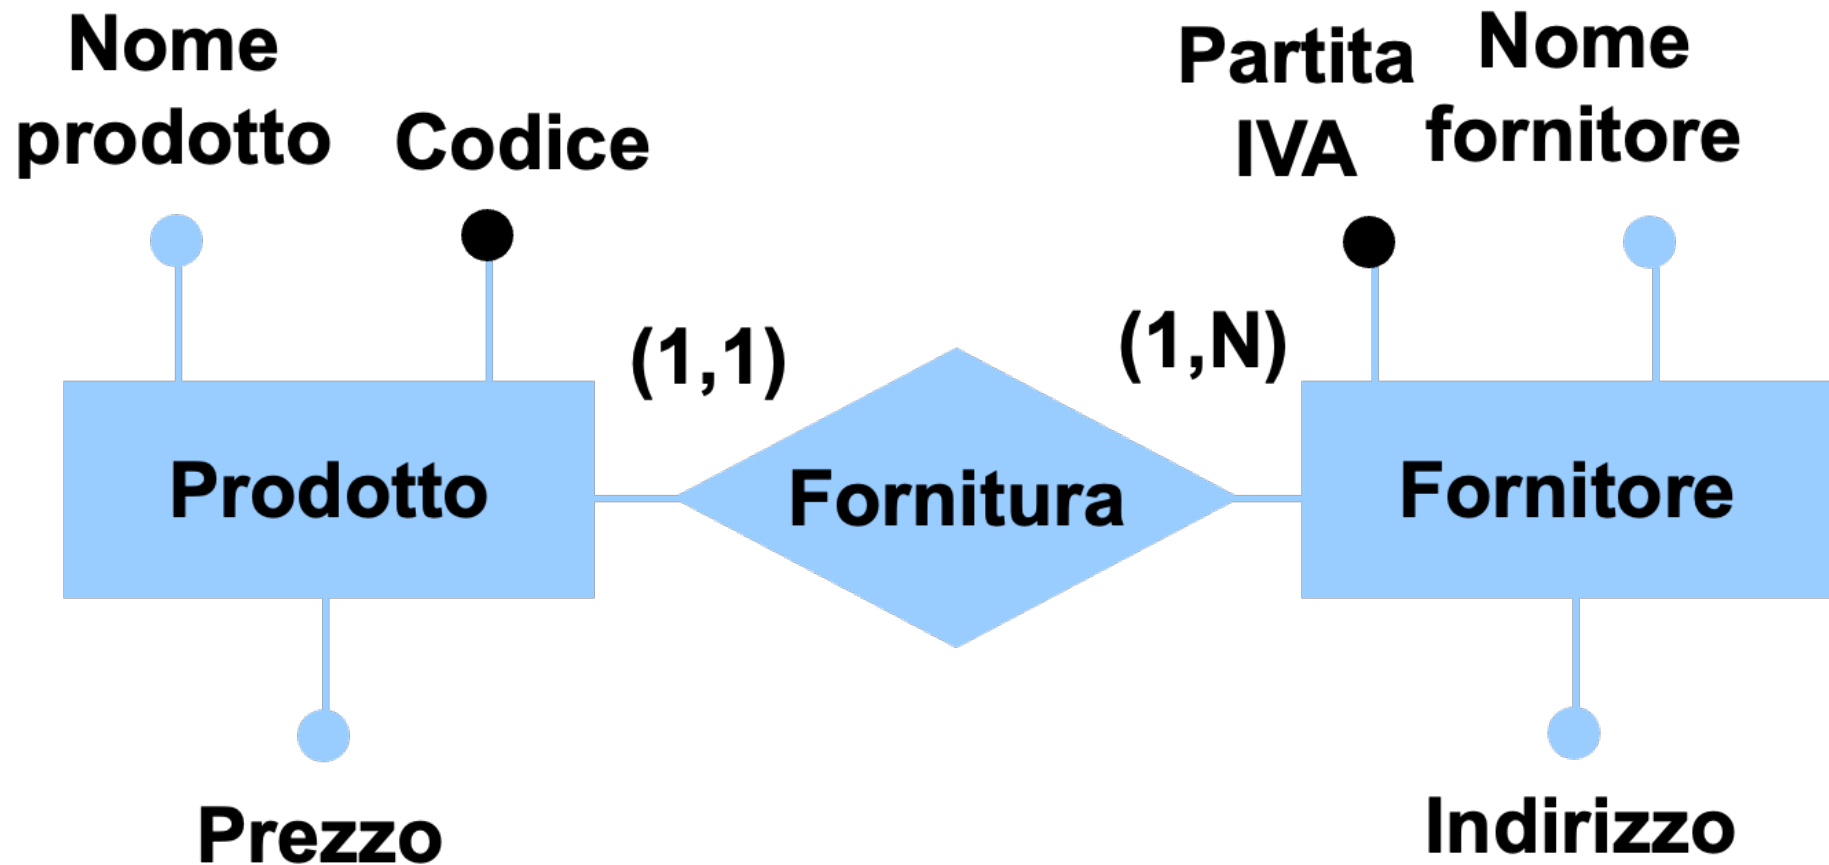 Nome
prodotto
Codice
Partita
IVA
Nome
fornitore
(1,1)
(1,N)
Prodotto
Fornitura
Fornitore
Prezzo
Indirizzo